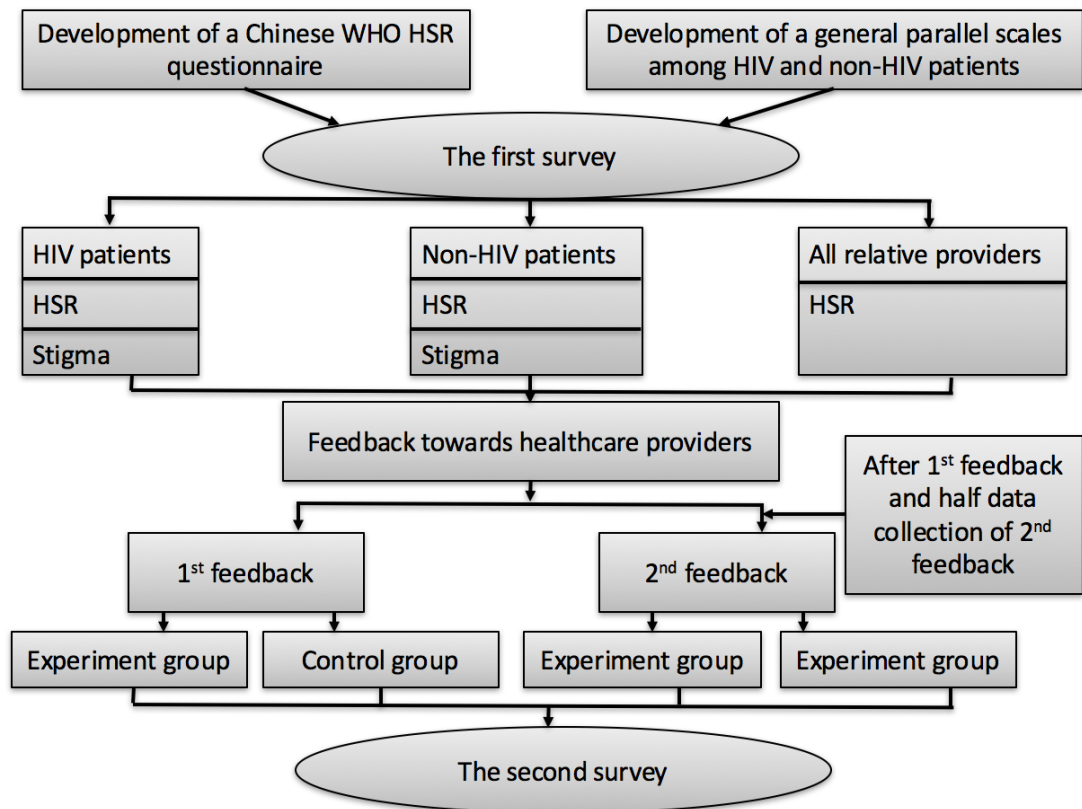 Development of a Chinese WHO HSR
questionnaire
Development of a general parallel scales
among HIV and non-HIV patients
The first survey
HIV patients
HSR
Stigma
Non-HIV patients
HSR
Stigma
All relative providers
HSR
Feedback towards healthcare providers
After 1st feedback
and half data
collection of 2nd
feedback
1st feedback
2nd feedback
Experiment group
Control group
Experiment group
Experiment group
The second survey